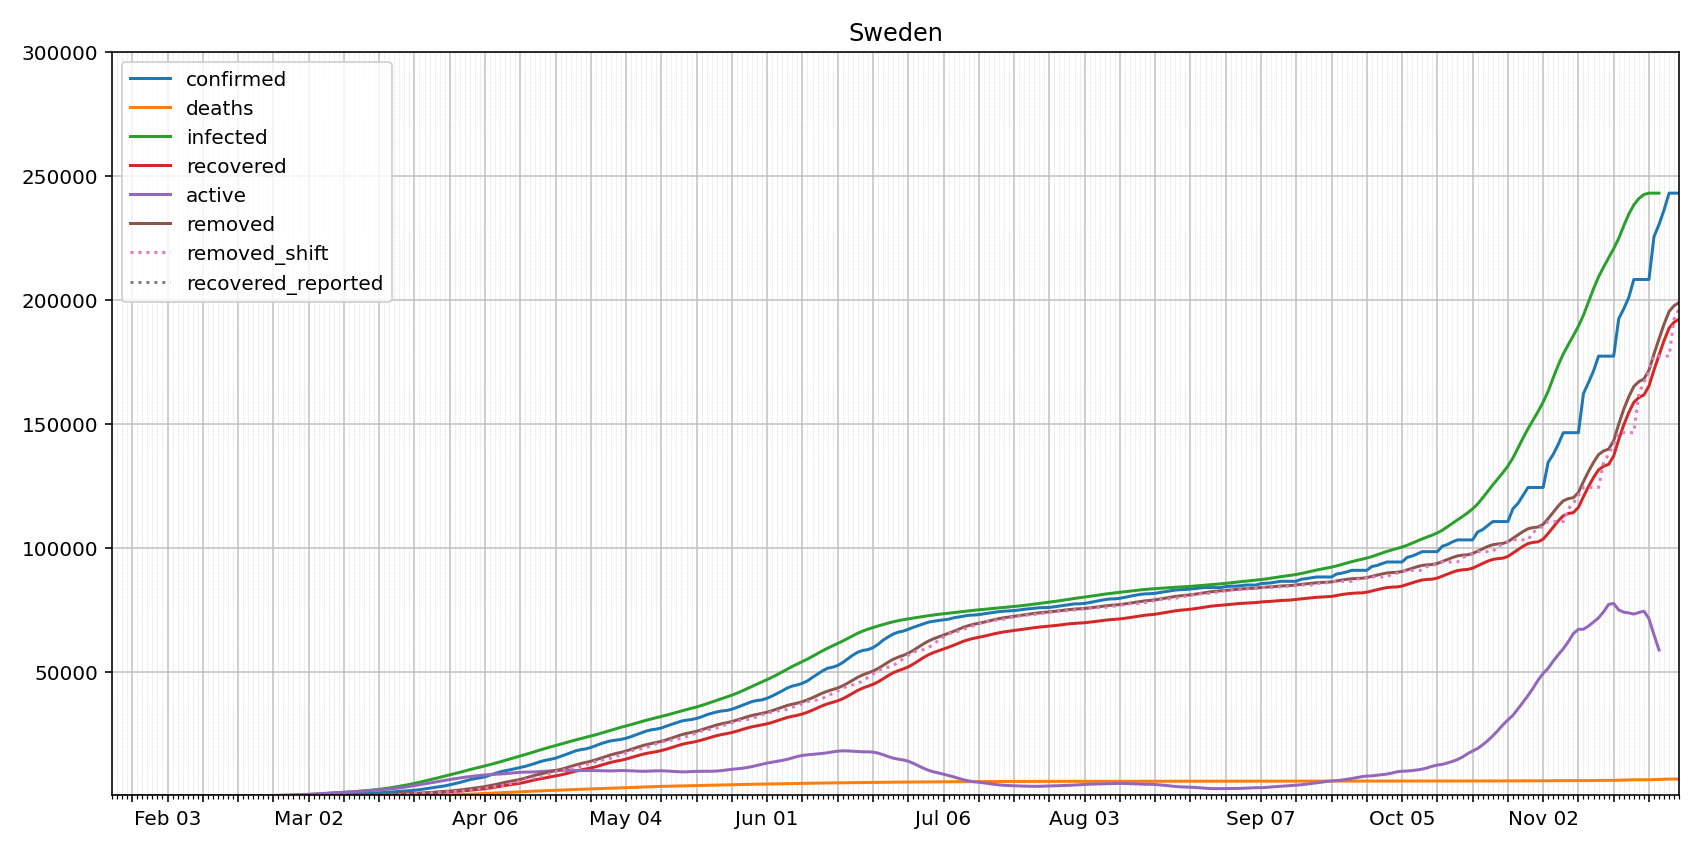 Sweden
300000
250000
200000
150000
100000
50000
confirmed
deaths
infected
recovered
active
removed
removed_shift
recovered_reported
Feb 03
Mar 02
Apr 06
May 04
Jun 01
Jul 06
Aug 03
Sep 07
Oct 05
Nov 02